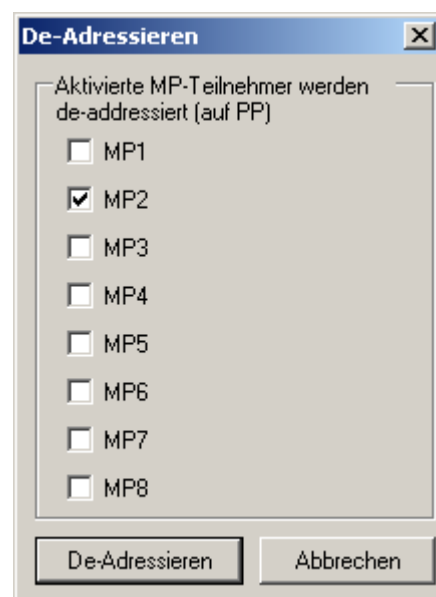 De-Adressieren
Aktivierte MP-Teilnehmer werden
de-addressiert (auf PP)
MP1
MP2
MP3
MP4
MP5
MP6
MP7
MP8
De-Adressieren
Abbrechen